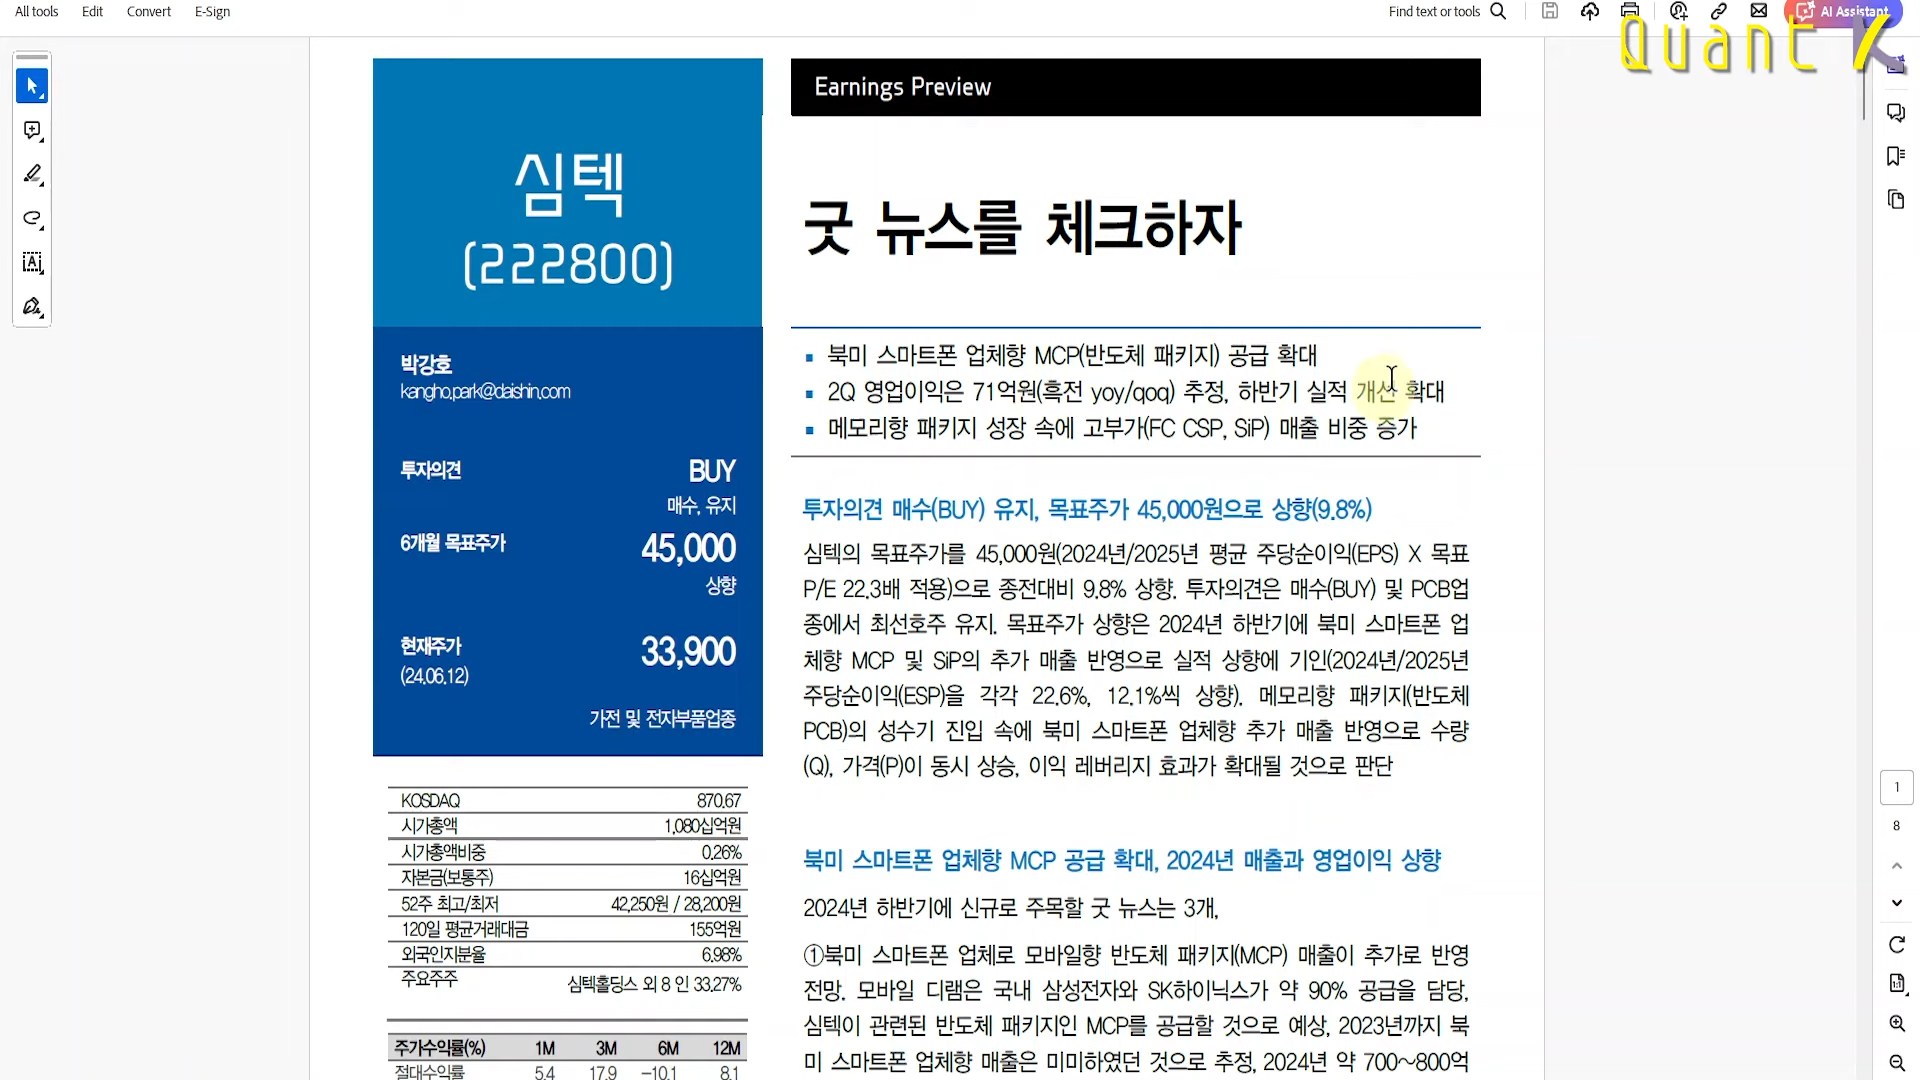 All tools Edit Convert E-Sign
Find text or tools
AI Assistant
Quant K
심텍
(222800)
박강호
kangho.park@daishin.com
투자의견 BUY
매수, 유지
6개월 목표주가 45,000
상향
현재주가 33,900
(24.06.12)
가전 및 전자부품업종
KOSDAQ 870.67
시가총액 1,080십억원
시가총액비중 0.26%
자본금(보통주) 16십억원
52주 최고/최저 42,250원 / 28,200원
120일 평균거래대금 155억원
외국인지분율 6.98%
주요주주 심텍홀딩스 외 8 인 33.27%
주가수익률(%) 1M 3M 6M 12M
절대수익률 5.4 17.9 -10.1 8.1
Earnings Preview
굿 뉴스를 체크하자
▪ 북미 스마트폰 업체향 MCP(반도체 패키지) 공급 확대
▪ 2Q 영업이익은 71억원(흑전 yoy/qoq) 추정, 하반기 실적 개선 확대
▪ 메모리향 패키지 성장 속에 고부가(FC CSP, SiP) 매출 비중 증가
투자의견 매수(BUY) 유지, 목표주가 45,000원으로 상향(9.8%)
심텍의 목표주가를 45,000원(2024년/2025년 평균 주당순이익(EPS) X 목표
P/E 22.3배 적용)으로 종전대비 9.8% 상향. 투자의견은 매수(BUY) 및 PCB업
종에서 최선호주 유지. 목표주가 상향은 2024년 하반기에 북미 스마트폰 업
체향 MCP 및 SiP의 추가 매출 반영으로 실적 상향에 기인(2024년/2025년
주당순이익(ESP)을 각각 22.6%, 12.1%씩 상향). 메모리향 패키지(반도체
PCB)의 성수기 진입 속에 북미 스마트폰 업체향 추가 매출 반영으로 수량
(Q), 가격(P)이 동시 상승, 이익 레버리지 효과가 확대될 것으로 판단
북미 스마트폰 업체향 MCP 공급 확대, 2024년 매출과 영업이익 상향
2024년 하반기에 신규로 주목할 굿 뉴스는 3개,
①북미 스마트폰 업체로 모바일향 반도체 패키지(MCP) 매출이 추가로 반영
전망. 모바일 디램은 국내 삼성전자와 SK하이닉스가 약 90% 공급을 담당,
심텍이 관련된 반도체 패키지인 MCP를 공급할 것으로 예상, 2023년까지 북
미 스마트폰 업체향 매출은 미미하였던 것으로 추정, 2024년 약 700~800억
1
8